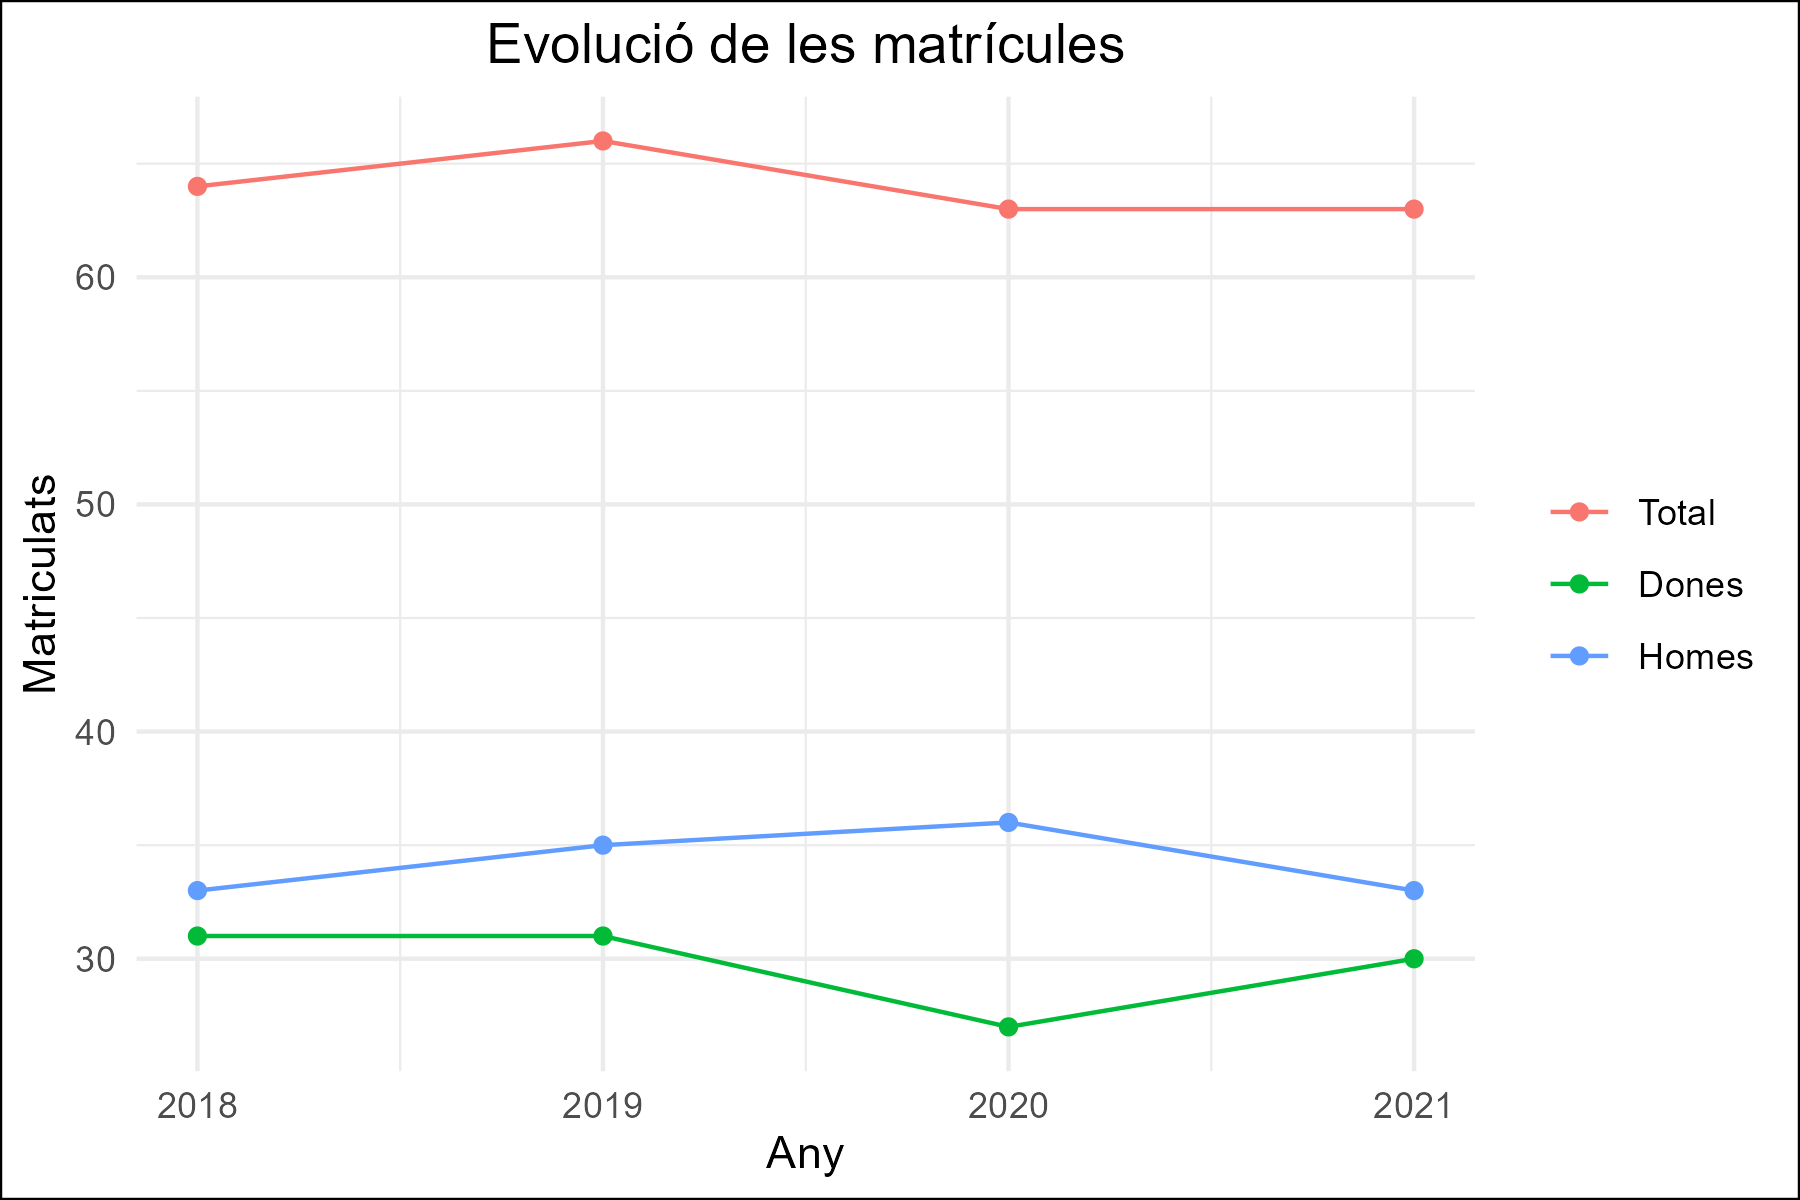 Evolució de les matrícules
Matriculats
60
50
40
30
2018
2019
2020
2021
Any
Total
Dones
Homes